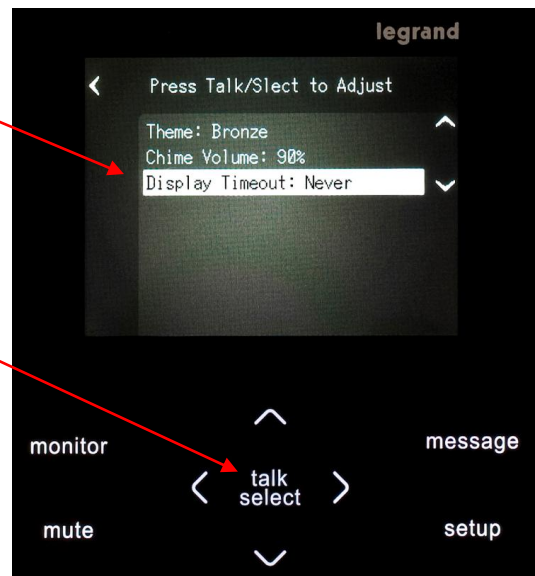 legrand
Press Talk/Slect to Adjust
Theme: Bronze
Chime Volume: 90%
Display Timeout: Never
monitor
message
talk
select
mute
setup